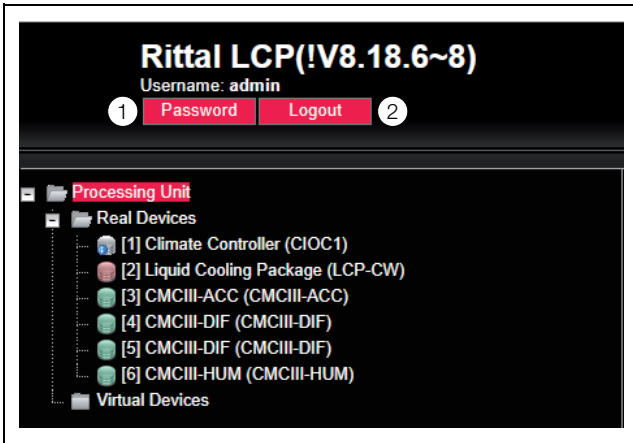 Rittal LCP(!V8.18.6~8)
Username: admin
1 Password Logout 2
Processing Unit
Real Devices
[1] Climate Controller (CIOC1)
[2] Liquid Cooling Package (LCP-CW)
[3] CMCIII-ACC (CMCIII-ACC)
[4] CMCIII-DIF (CMCIII-DIF)
[5] CMCIII-DIF (CMCIII-DIF)
[6] CMCIII-HUM (CMCIII-HUM)
Virtual Devices